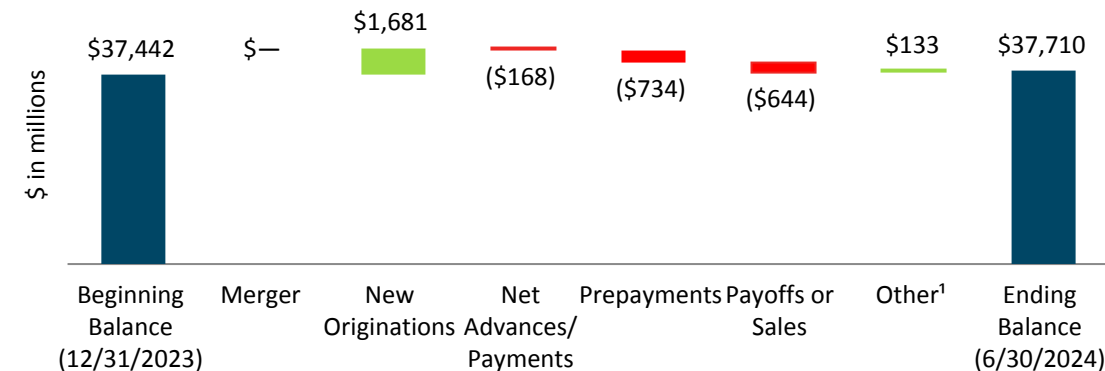 $ in millions
$37,442
$—
$1,681
($168)
($734)
($644)
$133
$37,710
Beginning
Balance
(12/31/2023)
Merger
New
Originations
Net
Advances/
Payments
Prepayments
Payoffs or
Sales
Other¹
Ending
Balance
(6/30/2024)